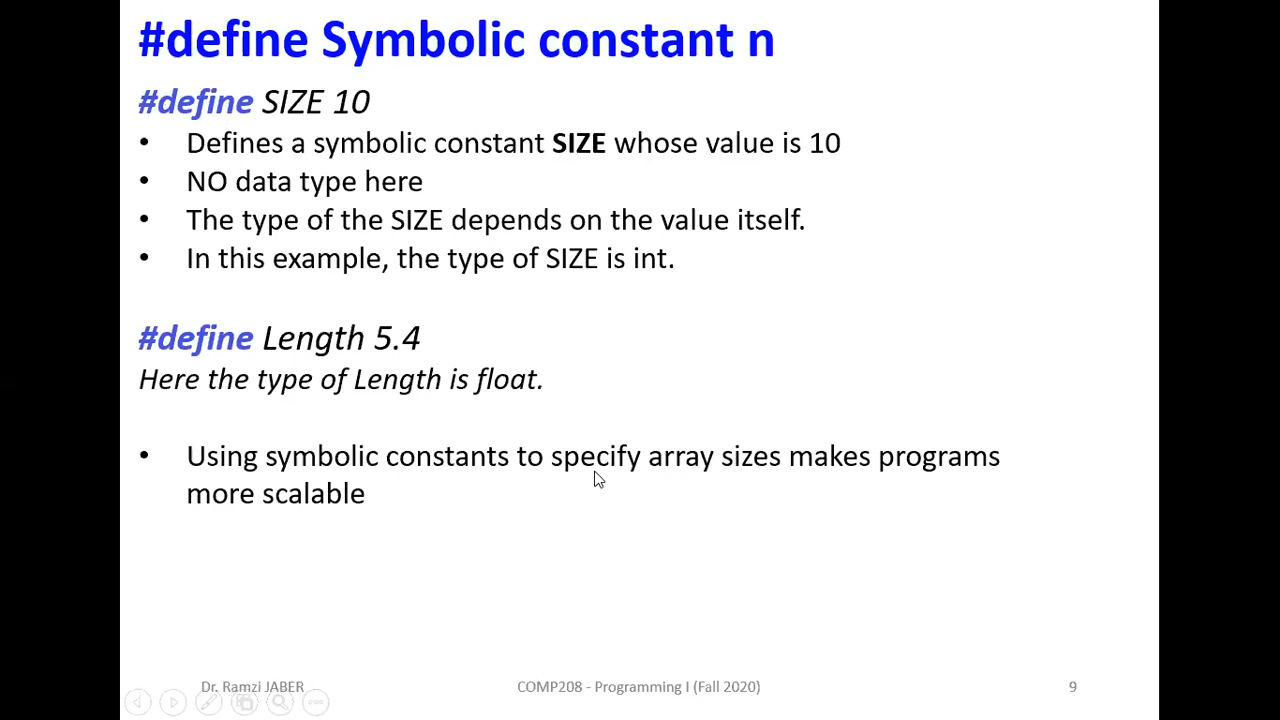 #define Symbolic constant n
#define SIZE 10
• Defines a symbolic constant SIZE whose value is 10
• NO data type here
• The type of the SIZE depends on the value itself.
• In this example, the type of SIZE is int.
#define Length 5.4
Here the type of Length is float.
• Using symbolic constants to specify array sizes makes programs
more scalable
Dr. Ramzi JABER COMP208 - Programming I (Fall 2020) 9